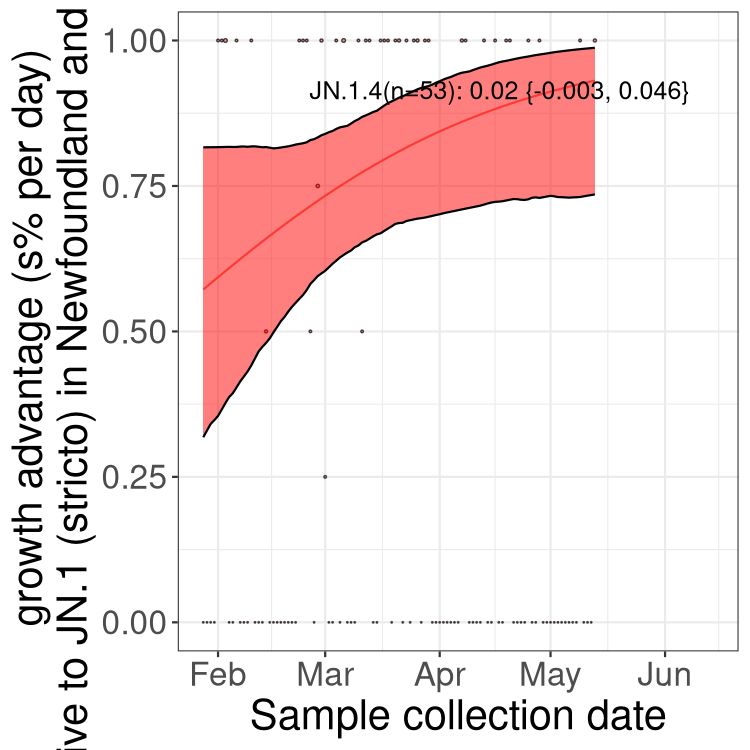 growth advantage (s% per day)
ive to JN.1 (stricto) in Newfoundland and
1.00
0.75
0.50
0.25
0.00
JN.1.4(n=53): 0.02 {-0.003, 0.046}
Feb Mar Apr May Jun
Sample collection date